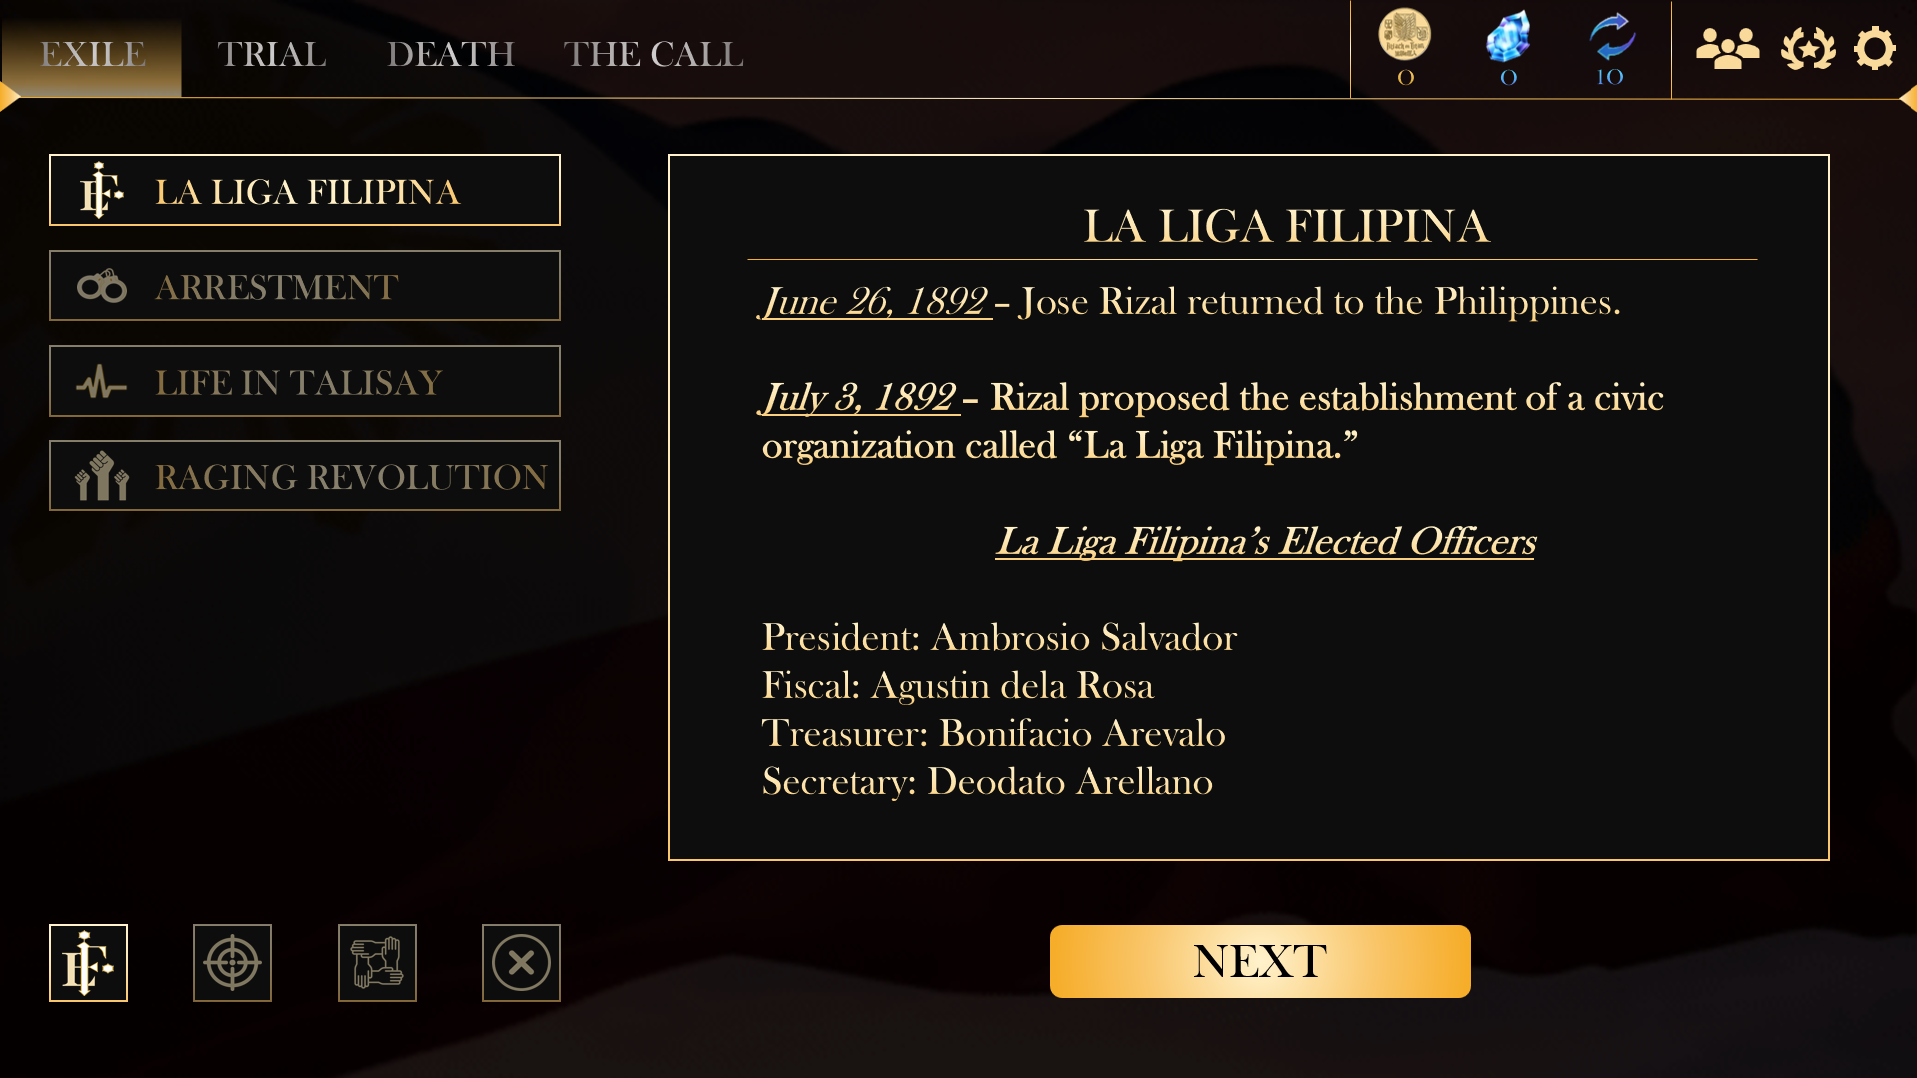 EXILE
TRIAL
DEATH
THE CALL
0
0
10
LA LIGA FILIPINA
ARRESTMENT
LIFE IN TALISAY
RAGING REVOLUTION
LA LIGA FILIPINA
June 26, 1892 – Jose Rizal returned to the Philippines.
July 3, 1892 – Rizal proposed the establishment of a civic
organization called “La Liga Filipina.”
La Liga Filipina’s Elected Officers
President: Ambrosio Salvador
Fiscal: Agustin dela Rosa
Treasurer: Bonifacio Arevalo
Secretary: Deodato Arellano
NEXT